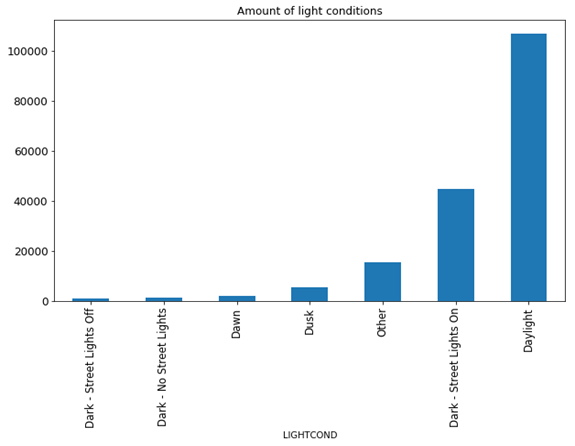 Amount of light conditions
100000
80000
60000
40000
20000
0
Dark - Street Lights Off
Dark - No Street Lights
Dawn
Dusk
Other
Dark - Street Lights On
Daylight
LIGHTCOND